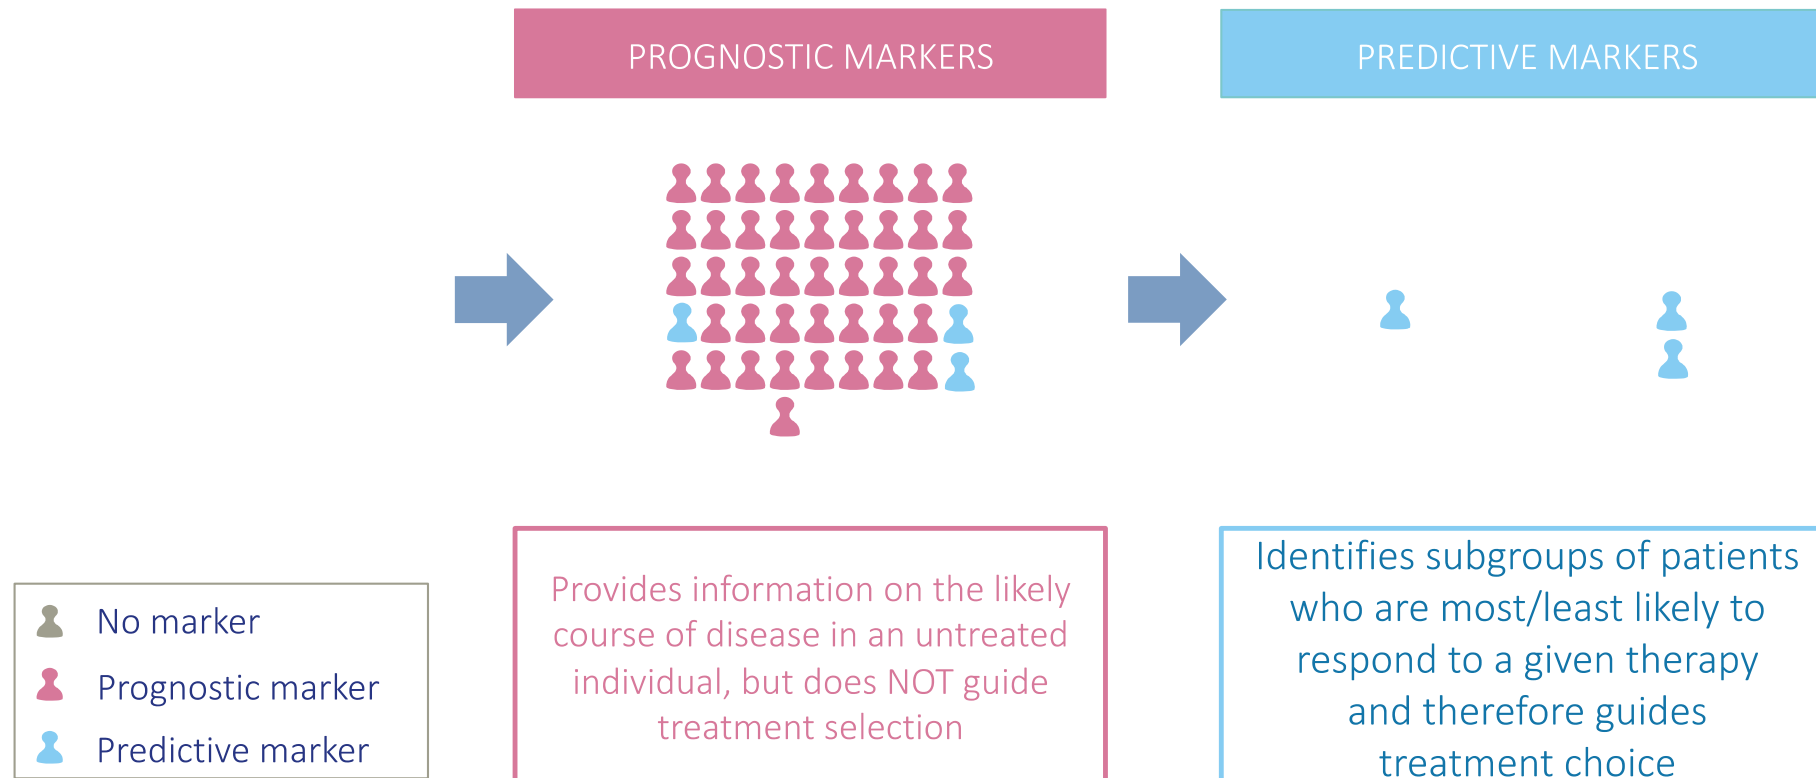 PROGNOSTIC MARKERS
PREDICTIVE MARKERS
No marker
Prognostic marker
Predictive marker
Provides information on the likely
course of disease in an untreated
individual, but does NOT guide
treatment selection
Identifies subgroups of patients
who are most/least likely to
respond to a given therapy
and therefore guides
treatment choice